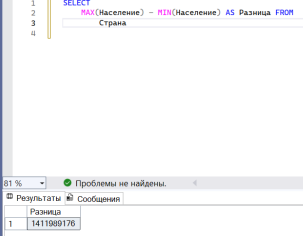 1 SELECT
2 MAX(Население) - MIN(Население) AS Разница FROM
3 Страна
4
81 % Проблемы не найдены.
Результаты Сообщения
Разница
1 1411989176